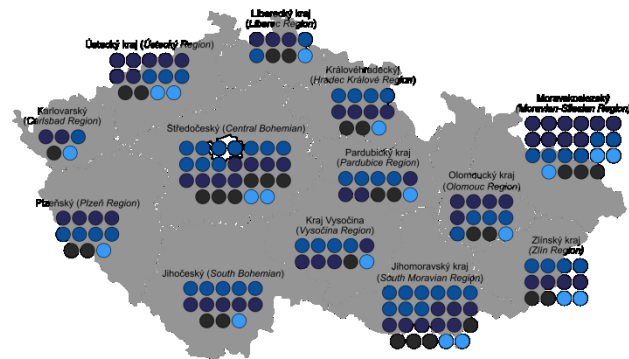 Liberecký kraj
(Liberec Region)
Ústecký kraj (Ústecký Region)
Královéhradecký
(Hradec Králové Region)
Moravskoslezský
(Moravian-Silesian Region)
Karlovarský
(Carlsbad Region)
Středočeský (Central Bohemian)
Pardubický kraj
(Pardubice Region)
Olomoucký kraj
(Olomouc Region)
Plzeňský (Plzeň Region)
Kraj Vysočina
(Vysočina Region)
Zlínský kraj
(Zlín Region)
Jihomoravský kraj
(South Moravian Region)
Jihočeský (South Bohemian)